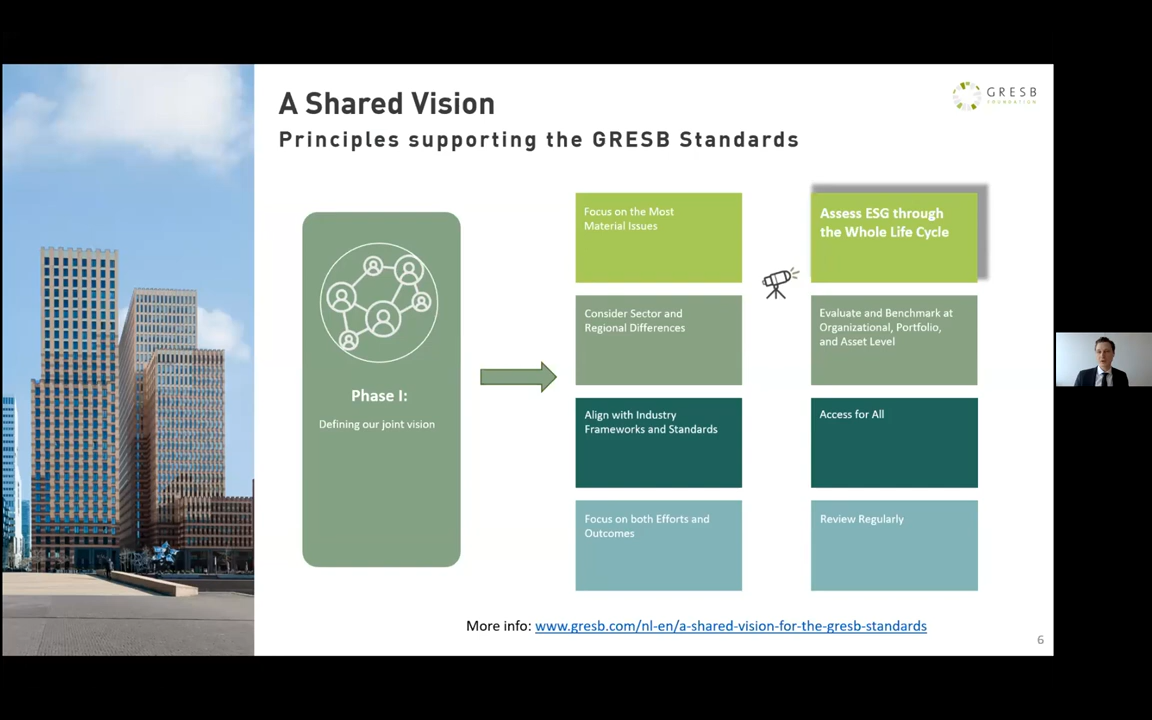 A Shared Vision
Principles supporting the GRESB Standards
GRESB
FOUNDATION
Phase I:
Defining our joint vision
Focus on the Most
Material Issues
Assess ESG through
the Whole Life Cycle
Consider Sector and
Regional Differences
Evaluate and Benchmark at
Organizational, Portfolio,
and Asset Level
Align with Industry
Frameworks and Standards
Access for All
Focus on both Efforts and
Outcomes
Review Regularly
More info: www.gresb.com/nl-en/a-shared-vision-for-the-gresb-standards
6